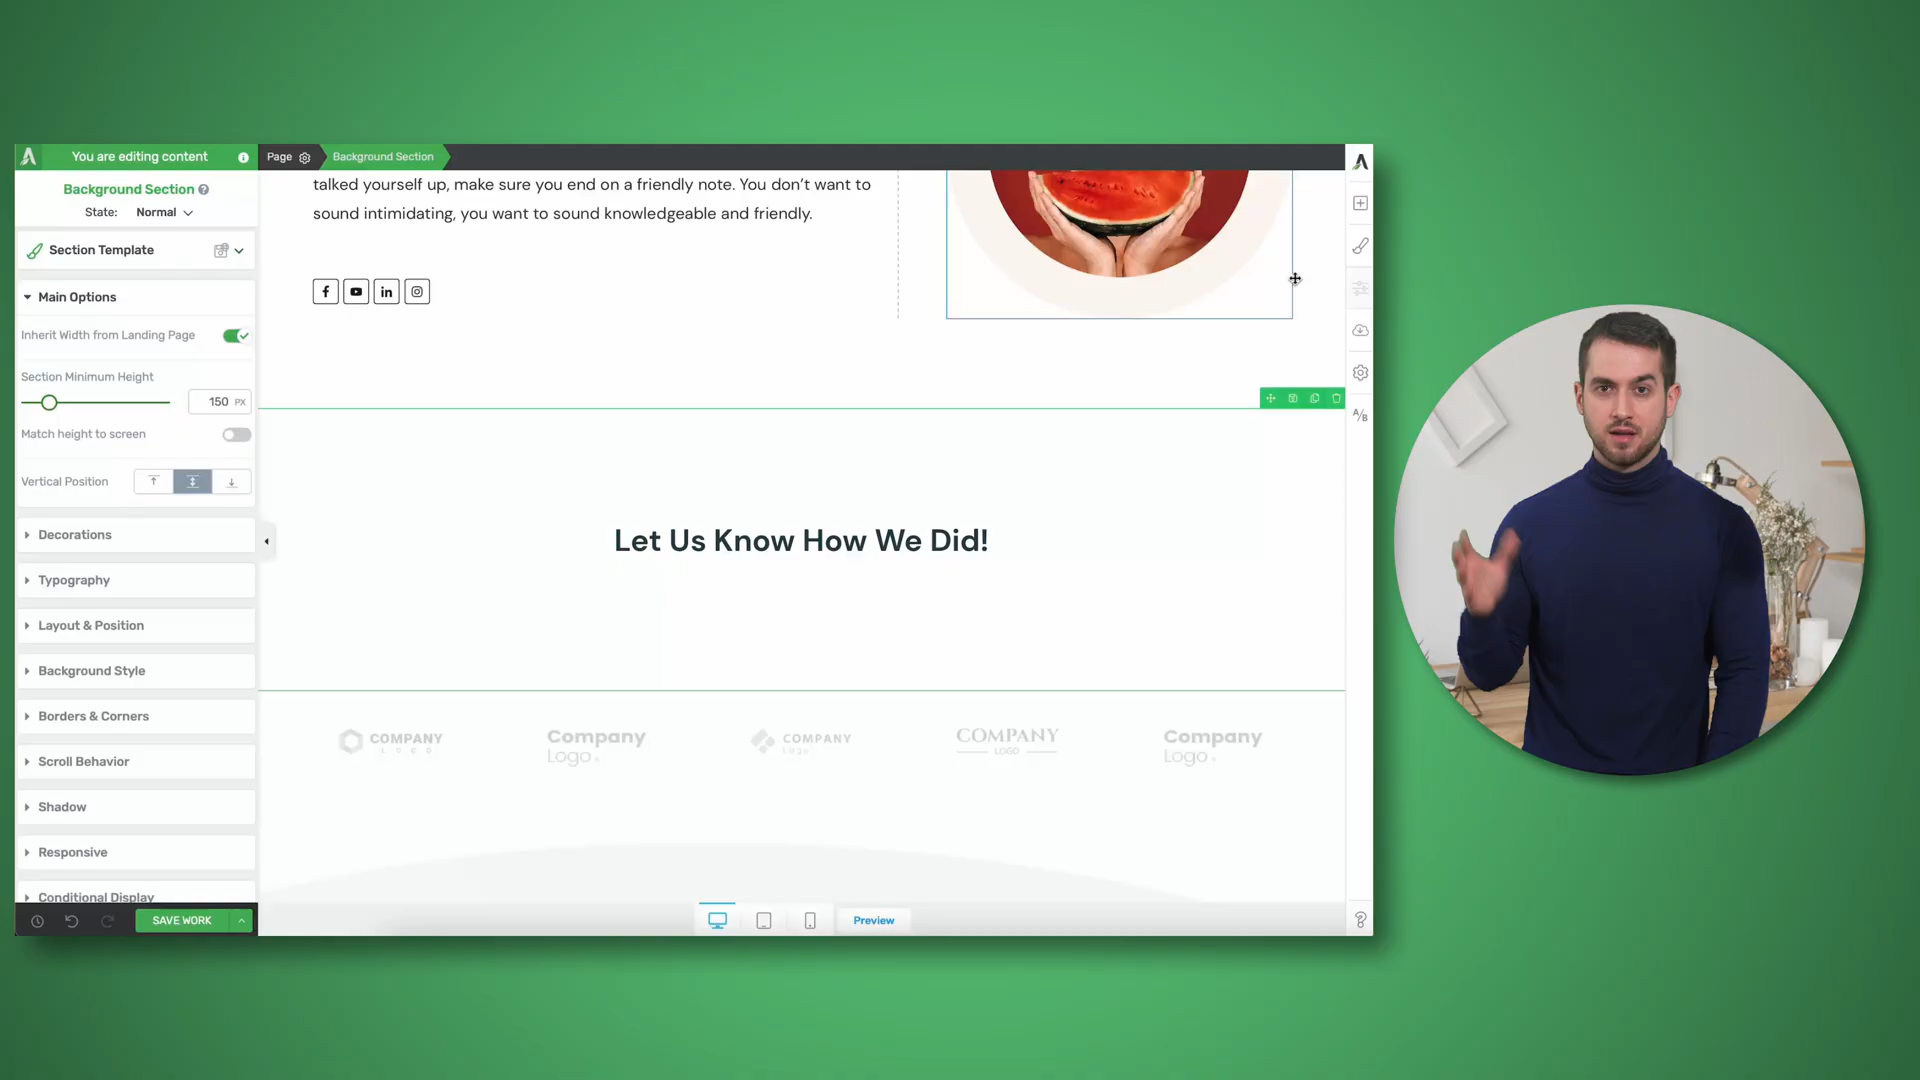 You are editing content
Page
Background Section
Background Section
State: Normal
Section Template
Main Options
Inherit Width from Landing Page
Section Minimum Height
150 PX
Match height to screen
Vertical Position
Decorations
Typography
Layout & Position
Background Style
Borders & Corners
Scroll Behavior
Shadow
Responsive
Conditional Display
SAVE WORK
talked yourself up, make sure you end on a friendly note. You don’t want to
sound intimidating, you want to sound knowledgeable and friendly.
Let Us Know How We Did!
COMPANY
LOGO
Company
Logo
COMPANY
Logo
COMPANY
LOGO
Company
Logo
Preview
A/B